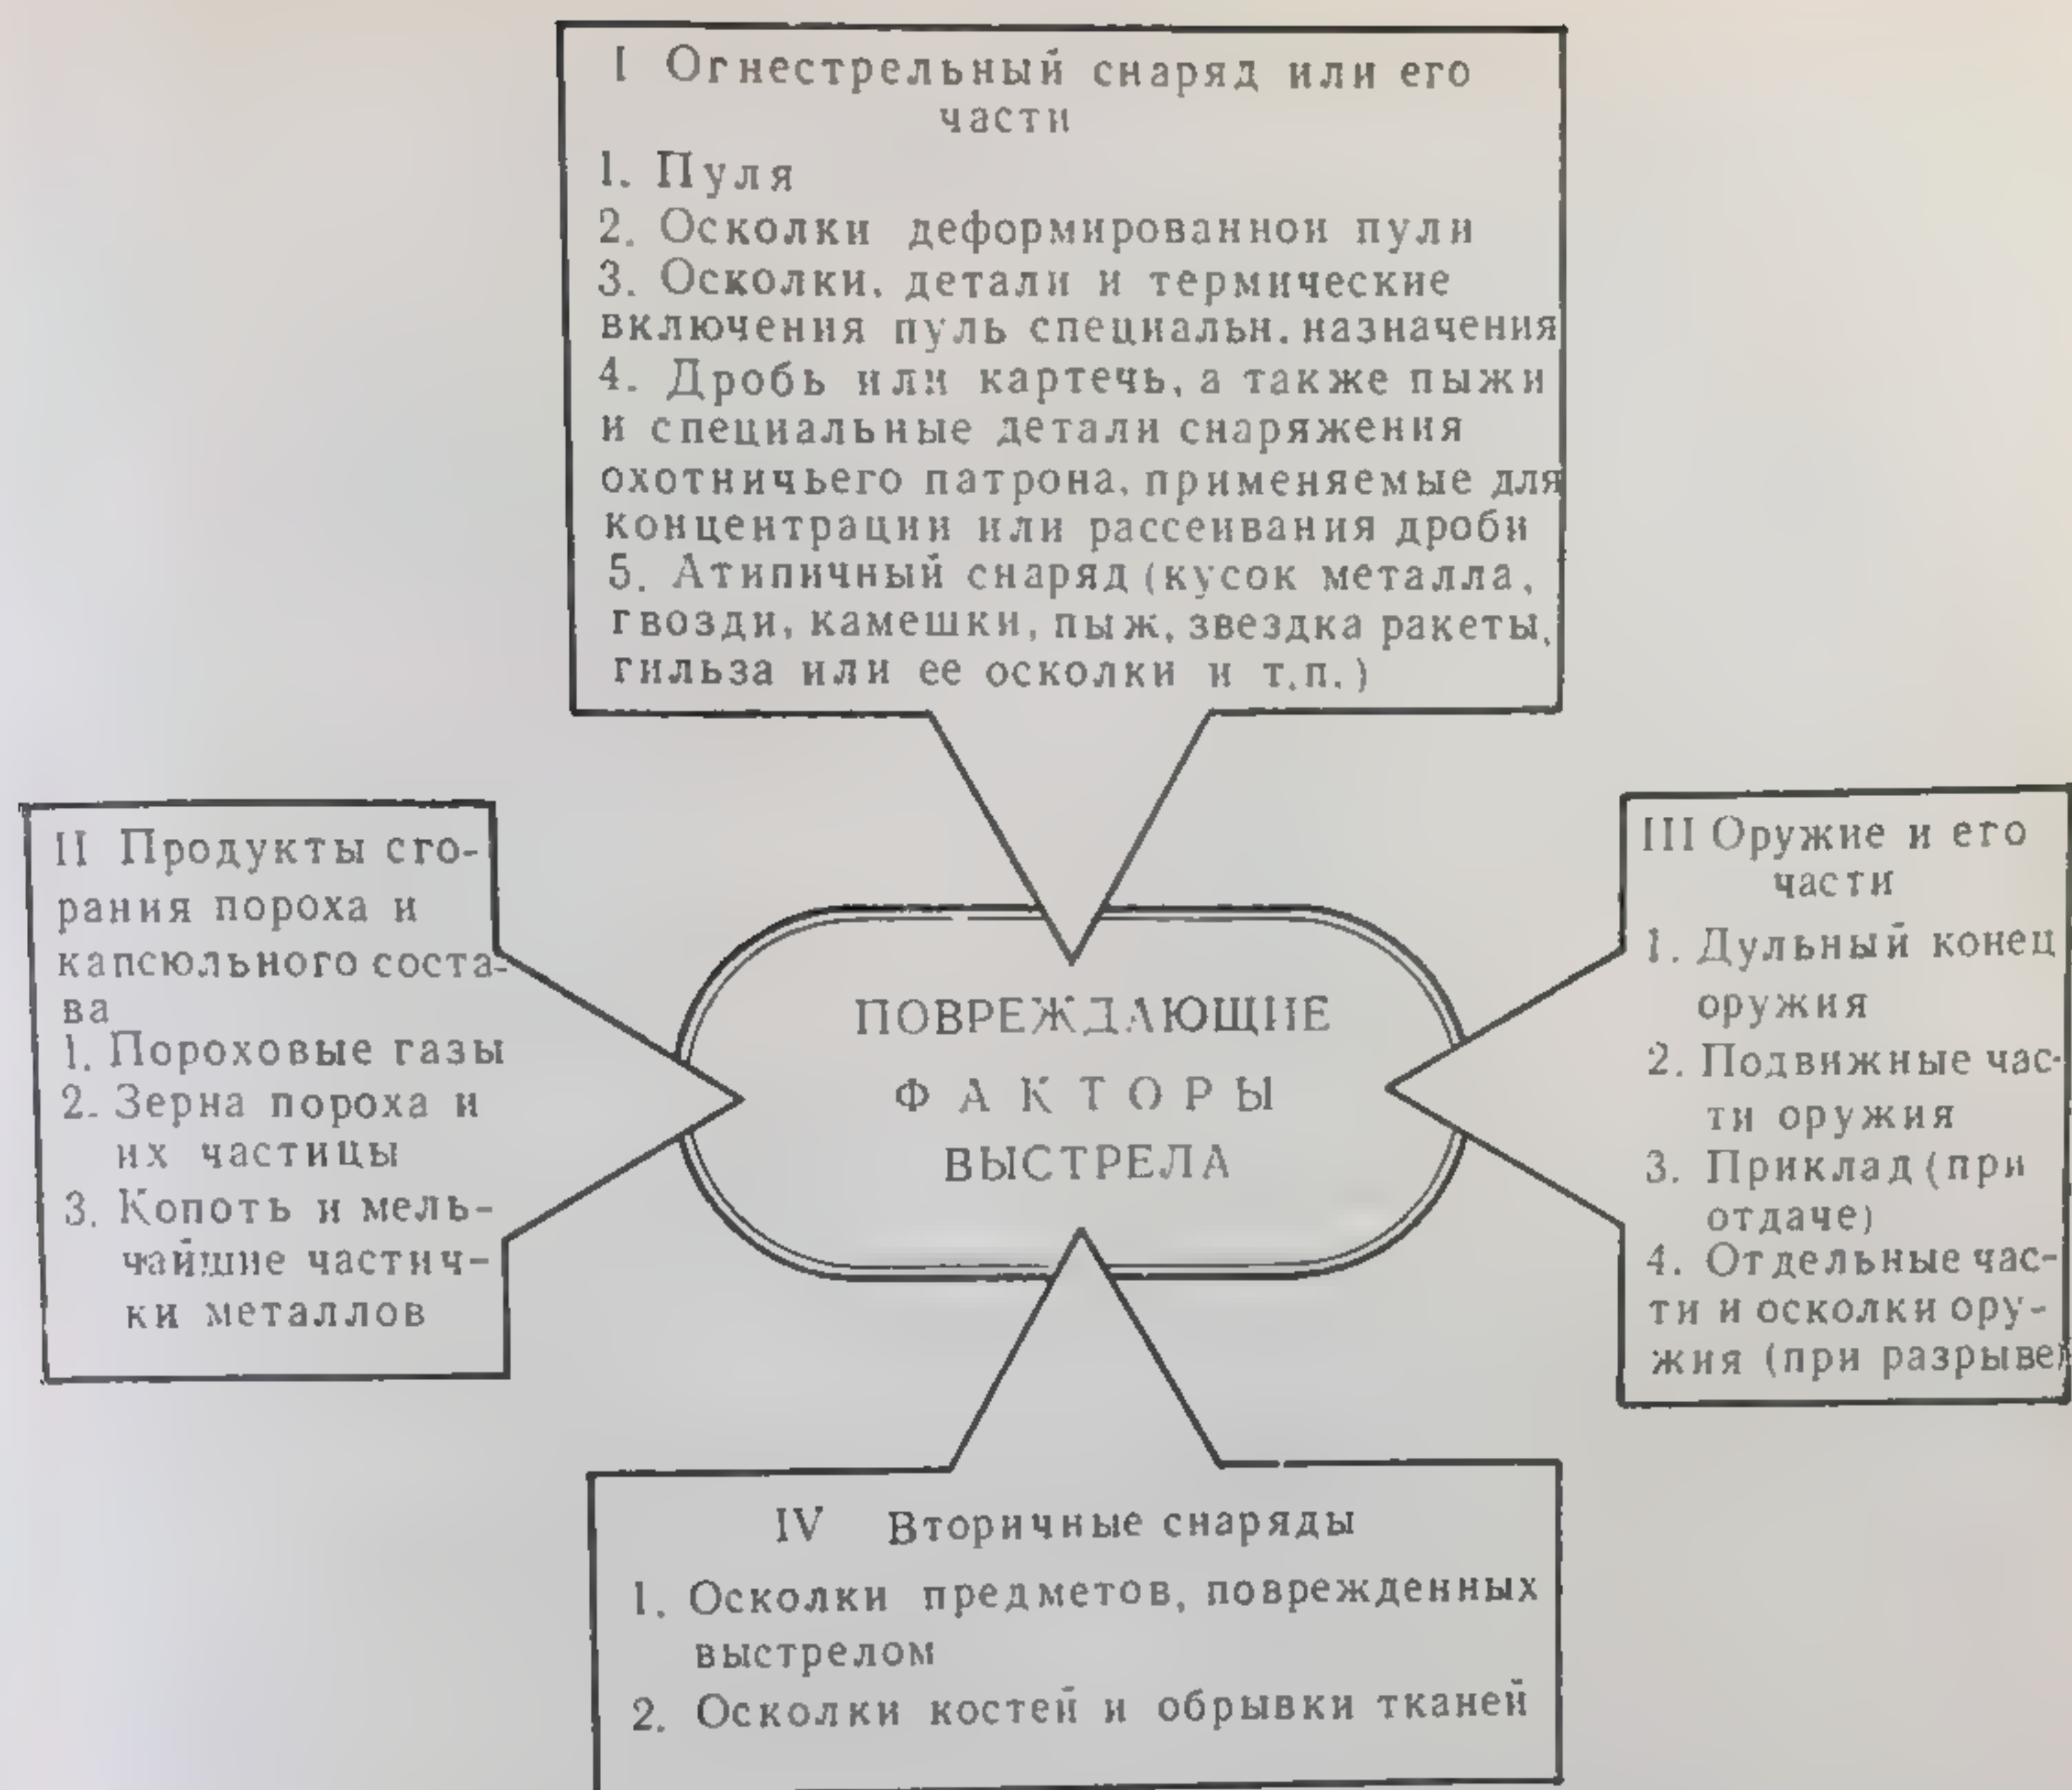 I Огнестрельный снаряд или его
части
1. Пуля
2. Осколки деформированной пули
3. Осколки, детали и термические
включения пуль специальн. назначения
4. Дробь или картечь, а также пыжи
и специальные детали снаряжения
охотничьего патрона, применяемые для
концентрации или рассеивания дроби
5. Атипичный снаряд (кусок металла,
гвозди, камешки, пыж, звездка ракеты,
гильза или ее осколки и т.п.)
II Продукты сго-
рания пороха и
капсюльного соста-
ва
1. Пороховые газы
2. Зерна пороха и
их частицы
3. Копоть и мель-
чайшие частич-
ки металлов
ПОВРЕЖДАЮЩИЕ
ФАКТОРЫ
ВЫСТРЕЛА
III Оружие и его
части
1. Дульный конец
оружия
2. Подвижные час-
ти оружия
3. Приклад (при
отдаче)
4. Отдельные час-
ти и осколки ору-
жия (при разрыве)
IV Вторичные снаряды
1. Осколки предметов, поврежденных
выстрелом
2. Осколки костей и обрывки тканей